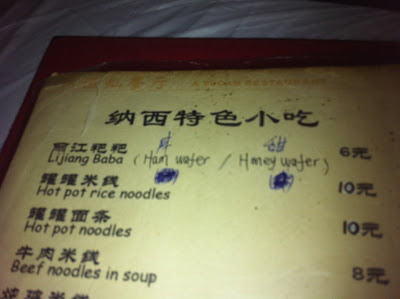 A YOOAN RESTAURANT
纳西特色小吃
丽江粑粑 咸 甜 6元
Lijiang Baba (Ham wafer / Honey wafer)
罐罐米线 10元
Hot pot rice noodles
罐罐面条 10元
Hot pot noodles
牛肉米线 8元
Beef noodles in soup